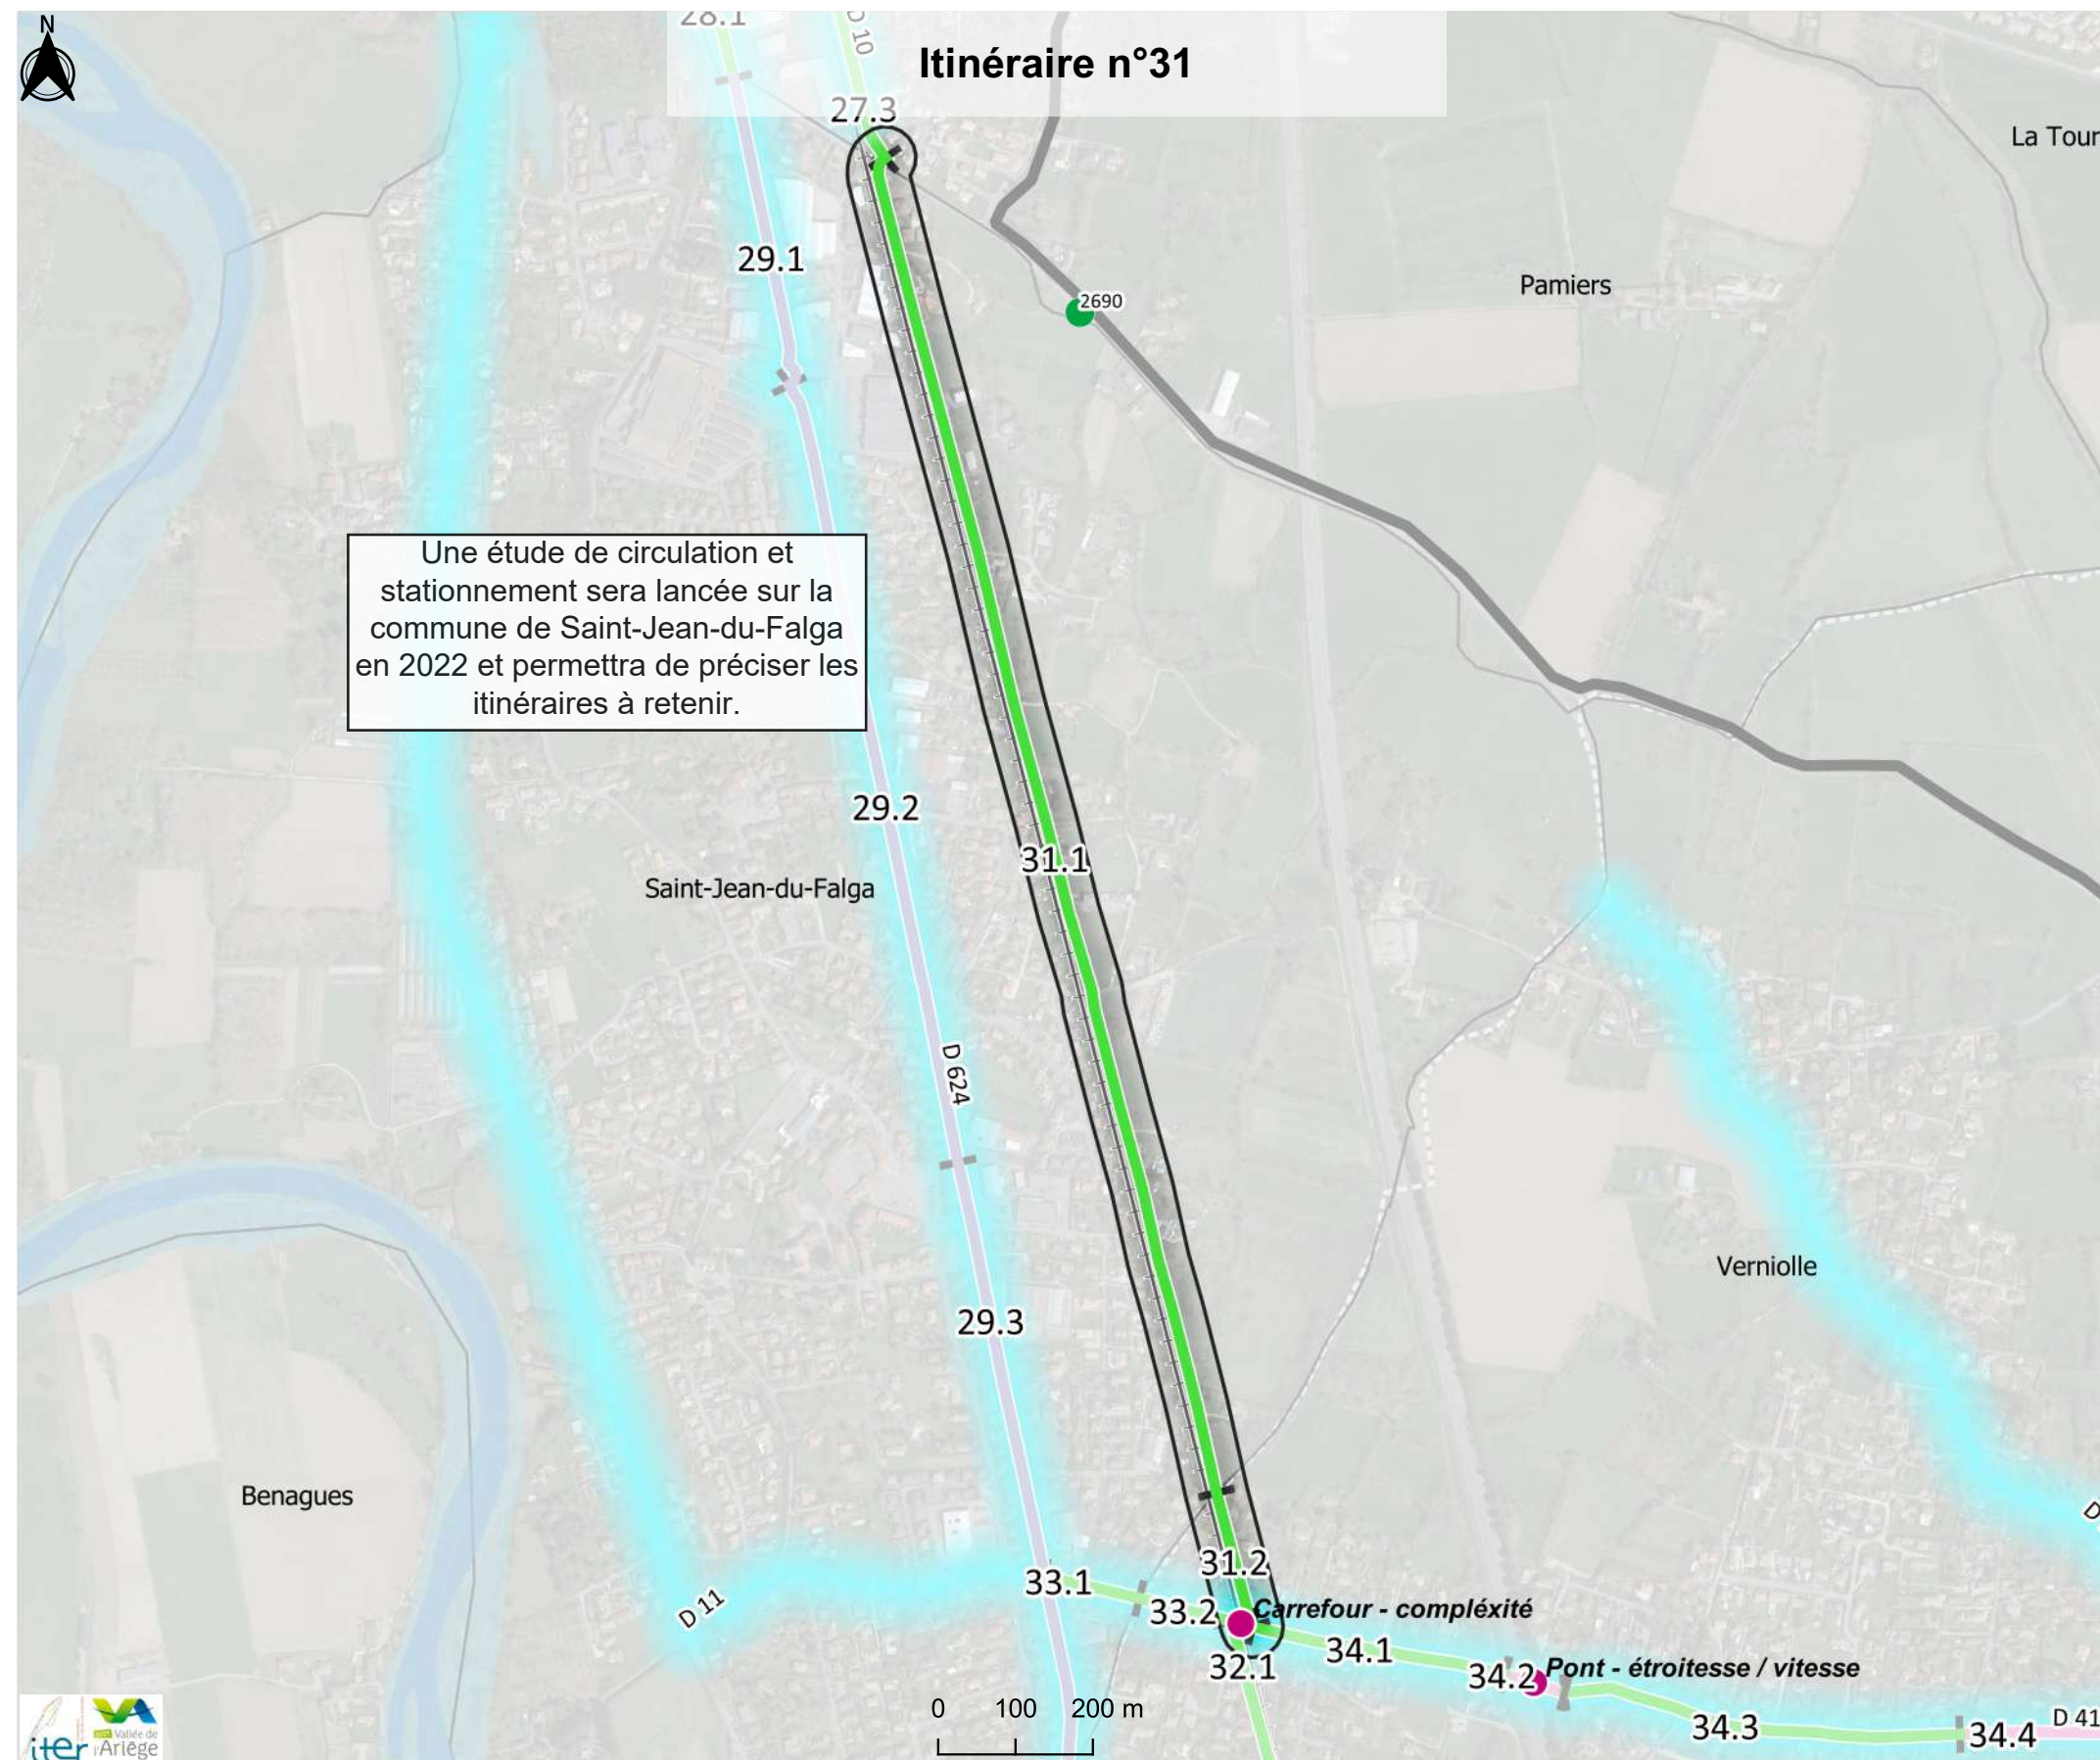 N
28.1
D 10
Itinéraire n°31
27.3
La Tour
29.1
Pamiers
2690
Une étude de circulation et
stationnement sera lancée sur la
commune de Saint-Jean-du-Falga
en 2022 et permettra de préciser les
itinéraires à retenir.
29.2
31.1
Saint-Jean-du-Falga
D 624
Verniolle
29.3
Benagues
D
31.2
33.1
D 11
33.2
Carrefour - compléxité
34.1
32.1
34.2
Pont - étroitesse / vitesse
0 100 200 m
34.3
34.4
D 41
iter
Vallée de
l'Ariège